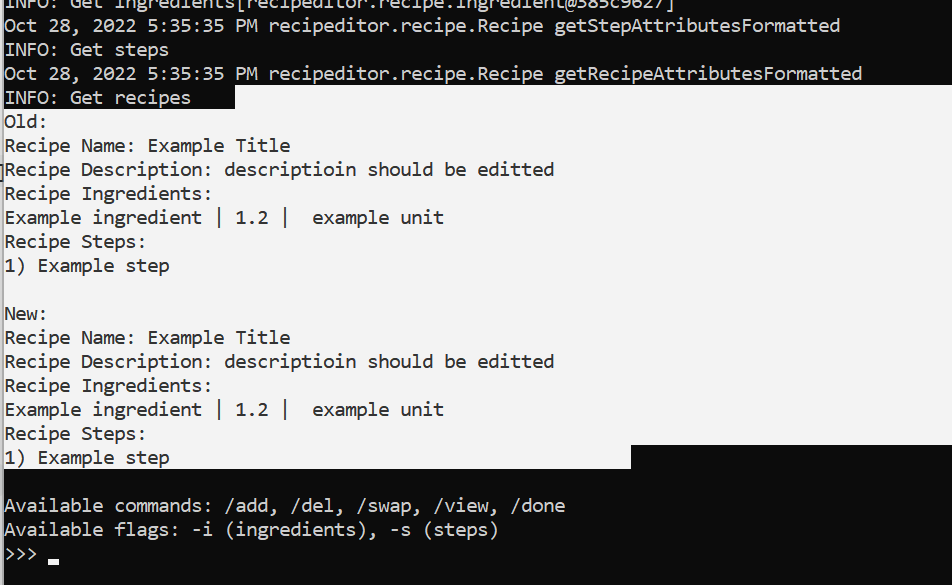 INFO: Get ingredients[recipeditor.recipe.ingredient@385c9627]
Oct 28, 2022 5:35:35 PM recipeditor.recipe.Recipe getStepAttributesFormatted
INFO: Get steps
Oct 28, 2022 5:35:35 PM recipeditor.recipe.Recipe getRecipeAttributesFormatted
INFO: Get recipes
Old:
Recipe Name: Example Title
Recipe Description: descriptioin should be editted
Recipe Ingredients:
Example ingredient | 1.2 |  example unit
Recipe Steps:
1) Example step
New:
Recipe Name: Example Title
Recipe Description: descriptioin should be editted
Recipe Ingredients:
Example ingredient | 1.2 |  example unit
Recipe Steps:
1) Example step
Available commands: /add, /del, /swap, /view, /done
Available flags: -i (ingredients), -s (steps)
>>>